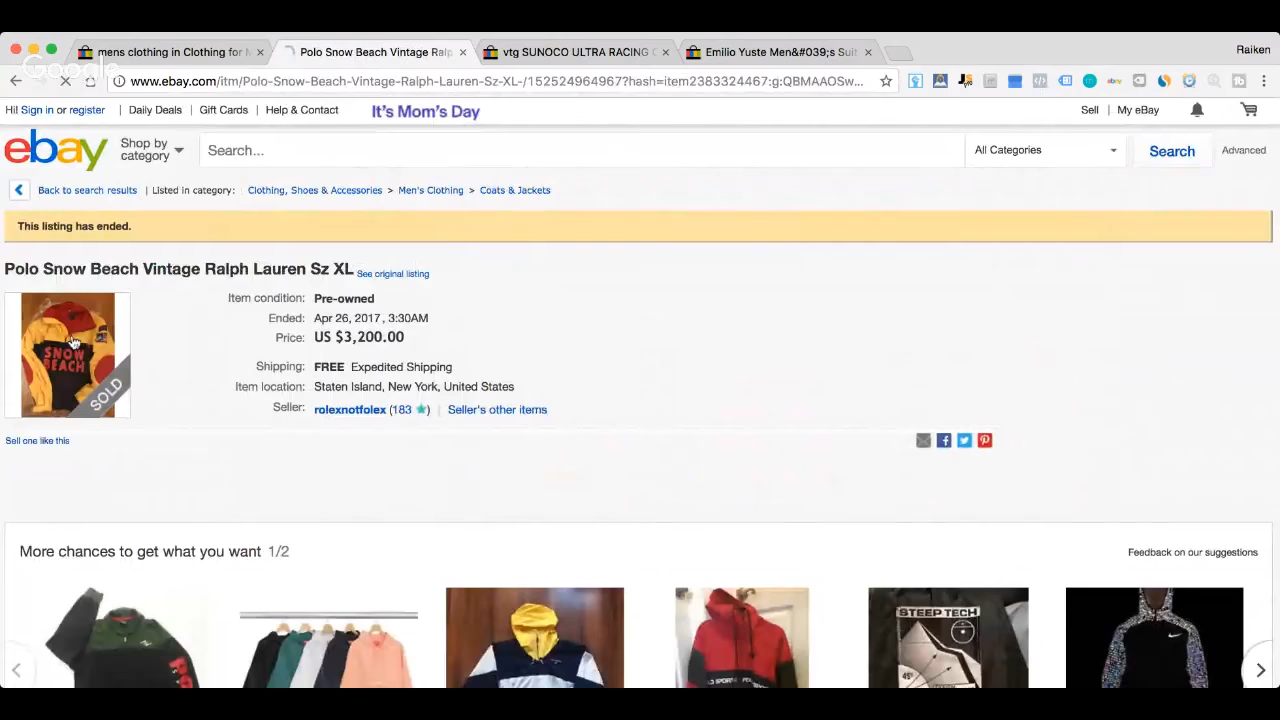 mens clothing in Clothing for M
Polo Snow Beach Vintage Ralp
vtg SUNOCO ULTRA RACING
Emilio Yuste Men&#039;s Suit
Raiken
Google
www.ebay.com/itm/Polo-Snow-Beach-Vintage-Ralph-Lauren-Sz-XL-/152524964967?hash=item2383324467:g:QBMAAOSw...
Hi! Sign in or register | Daily Deals | Gift Cards | Help & Contact It's Mom's Day Sell | My eBay
ebay Shop by category Search... All Categories Search Advanced
Back to search results | Listed in category: Clothing, Shoes & Accessories > Men's Clothing > Coats & Jackets
This listing has ended.
Polo Snow Beach Vintage Ralph Lauren Sz XL See original listing
SNOW
BEACH
SOLD
Item condition: Pre-owned
Ended: Apr 26, 2017 , 3:30AM
Price: US $3,200.00
Shipping: FREE Expedited Shipping
Item location: Staten Island, New York, United States
Seller: rolexnotfolex (183 ) | Seller's other items
Sell one like this
More chances to get what you want 1/2
Feedback on our suggestions
STEEP TECH